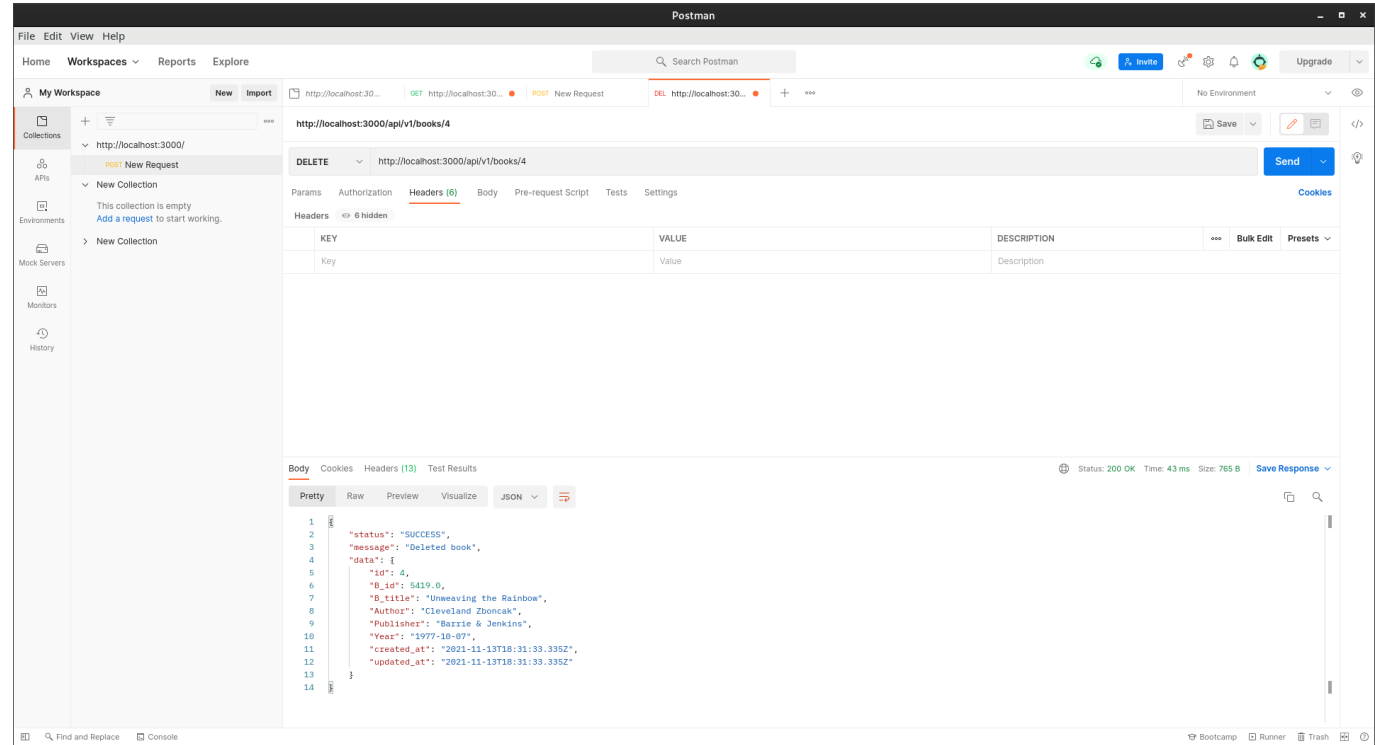 Postman
File Edit View Help
Home Workspaces Reports Explore
Search Postman
Invite
Upgrade
My Workspace
New Import
http://localhost:30...
GET http://localhost:30...
POST New Request
DEL http://localhost:30...
No Environment
Collections
APIs
Environments
Mock Servers
Monitors
History
http://localhost:3000/
POST New Request
New Collection
This collection is empty
Add a request to start working.
New Collection
http://localhost:3000/api/v1/books/4
Save
DELETE http://localhost:3000/api/v1/books/4
Send
Params Authorization Headers (6) Body Pre-request Script Tests Settings
Cookies
Headers 6 hidden
KEY VALUE DESCRIPTION
Bulk Edit Presets
Key Value Description
Body Cookies Headers (13) Test Results
Status: 200 OK Time: 43 ms Size: 765 B Save Response
Pretty Raw Preview Visualize JSON
1 {
2 "status": "SUCCESS",
3 "message": "Deleted book",
4 "data": {
5 "id": 4,
6 "B_id": 5419.0,
7 "B_title": "Unweaving the Rainbow",
8 "Author": "Cleveland Zboncak",
9 "Publisher": "Barrie & Jenkins",
10 "Year": "1977-10-07",
11 "created_at": "2021-11-13T18:31:33.335Z",
12 "updated_at": "2021-11-13T18:31:33.335Z"
13 }
14 }
Find and Replace Console
Bootcamp Runner Trash